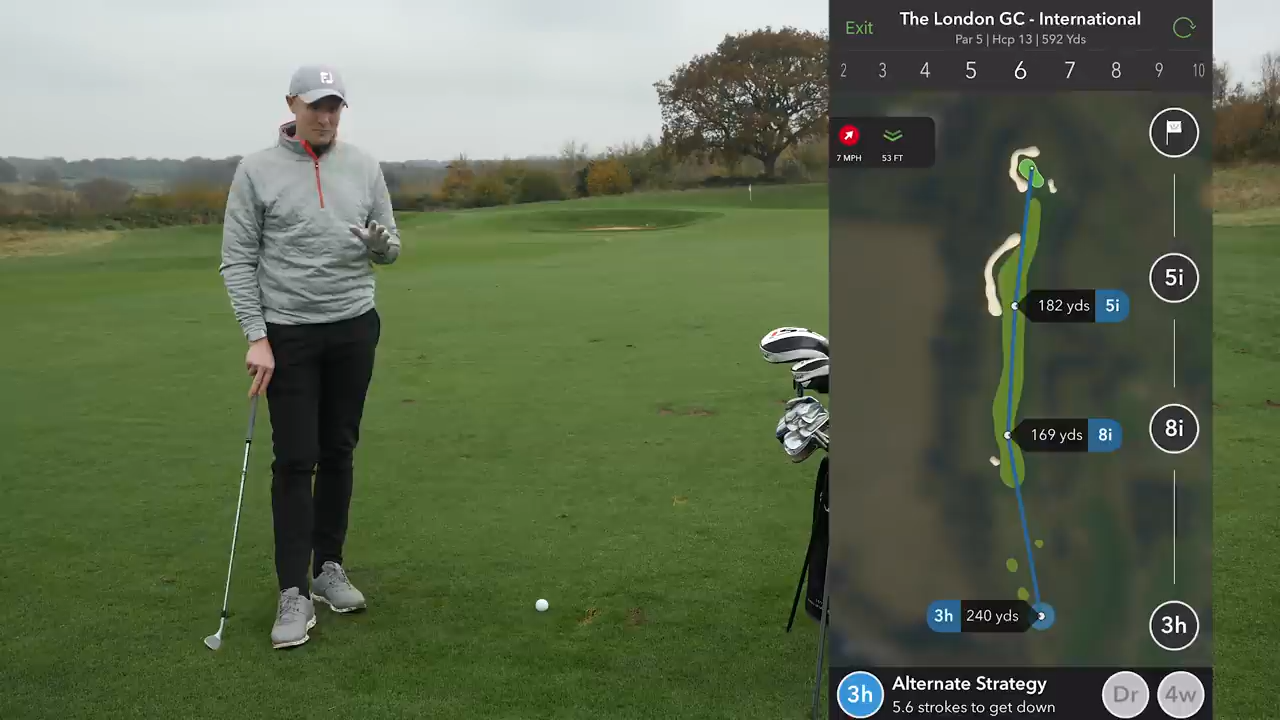 FJ
Exit
The London GC - International
Par 5 | Hcp 13 | 592 Yds
2 3 4 5 6 7 8 9 10
7 MPH 53 FT
5i
182 yds 5i
8i
169 yds 8i
3h 240 yds
3h
3h
Alternate Strategy
5.6 strokes to get down
Dr 4w